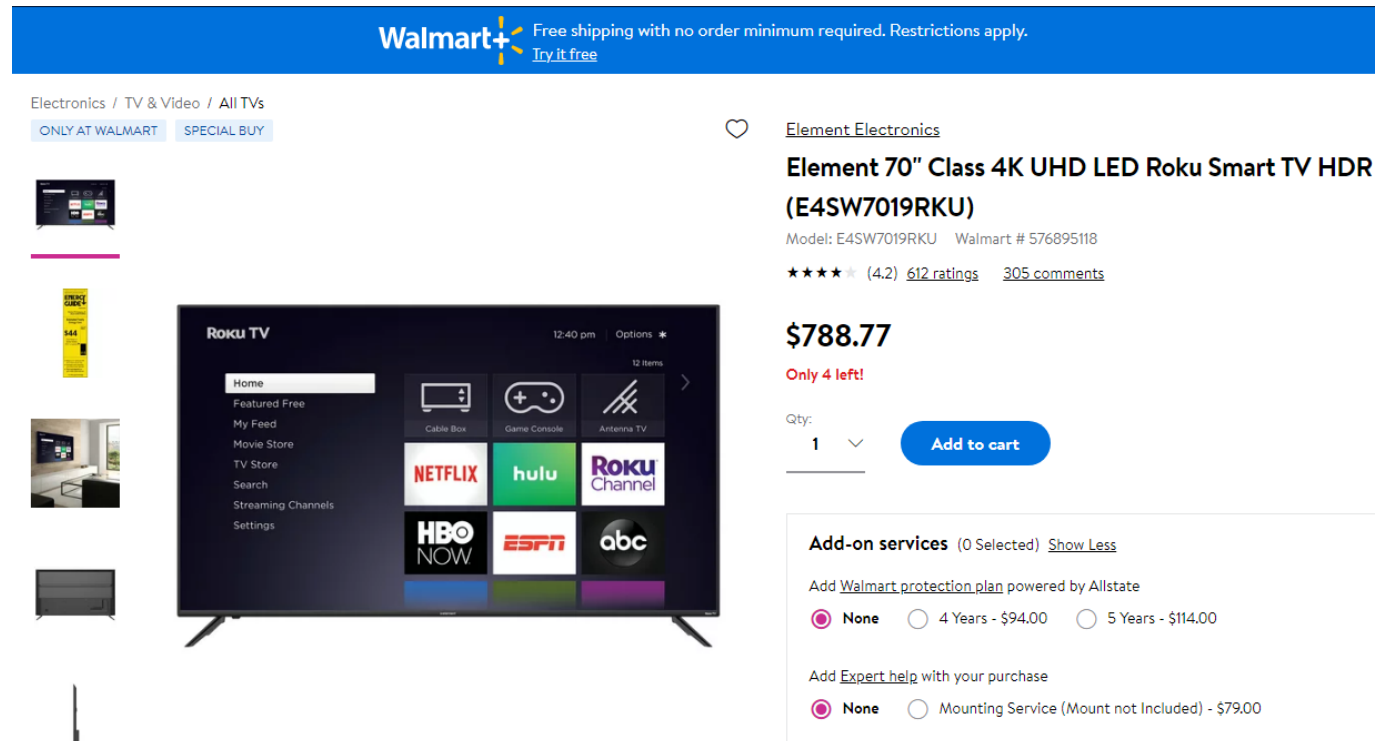 Walmart+
Free shipping with no order minimum required. Restrictions apply.
Try it free
Electronics / TV & Video / All TVs
ONLY AT WALMART
SPECIAL BUY
ENERGY
GUIDE
$44
Roku TV
12:40 pm
Options
12 Items
Home
Featured Free
My Feed
Movie Store
TV Store
Search
Streaming Channels
Settings
Cable Box
Game Console
Antenna TV
NETFLIX
hulu
Roku Channel
HBO NOW
ESPN
abc
Element Electronics
Element 70" Class 4K UHD LED Roku Smart TV HDR
(E4SW7019RKU)
Model: E4SW7019RKU Walmart # 576895118
(4.2) 612 ratings 305 comments
$788.77
Only 4 left!
Qty:
1
Add to cart
Add-on services (0 Selected) Show Less
Add Walmart protection plan powered by Allstate
None 4 Years - $94.00 5 Years - $114.00
Add Expert help with your purchase
None Mounting Service (Mount not Included) - $79.00